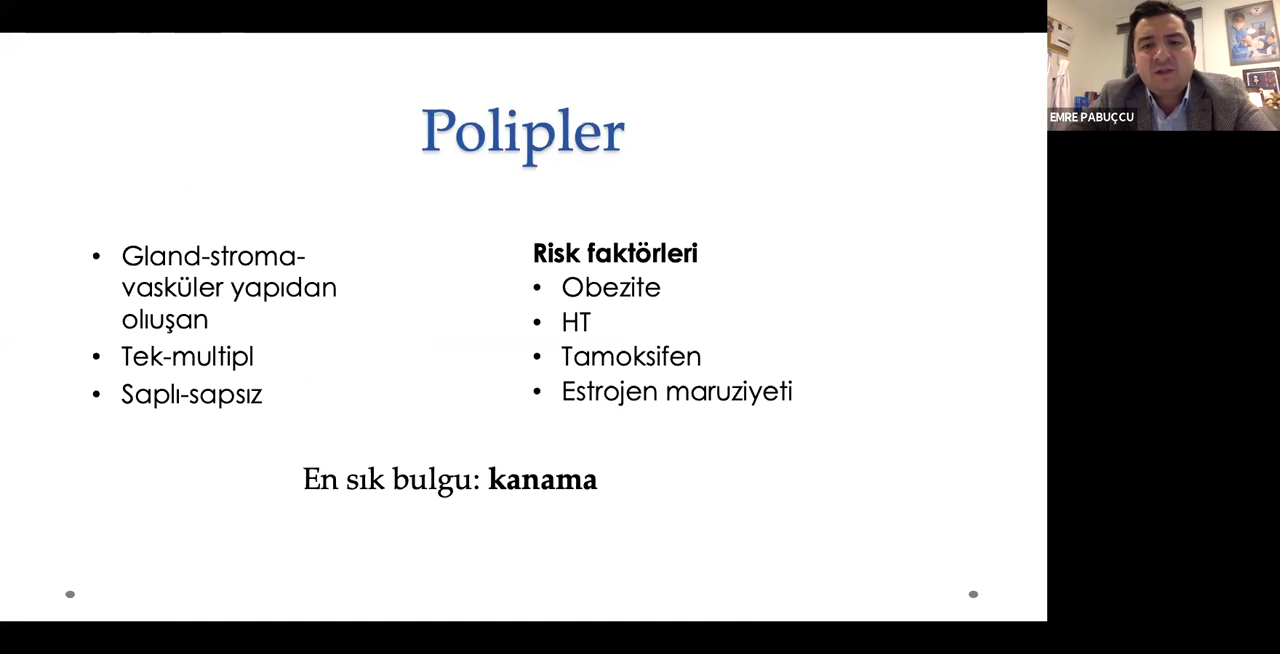 Polipler
• Gland-stroma-
vasküler yapıdan
olıuşan
• Tek-multipl
• Saplı-sapsız
Risk faktörleri
• Obezite
• HT
• Tamoksifen
• Estrojen maruziyeti
En sık bulgu: kanama
EMRE PABUÇCU